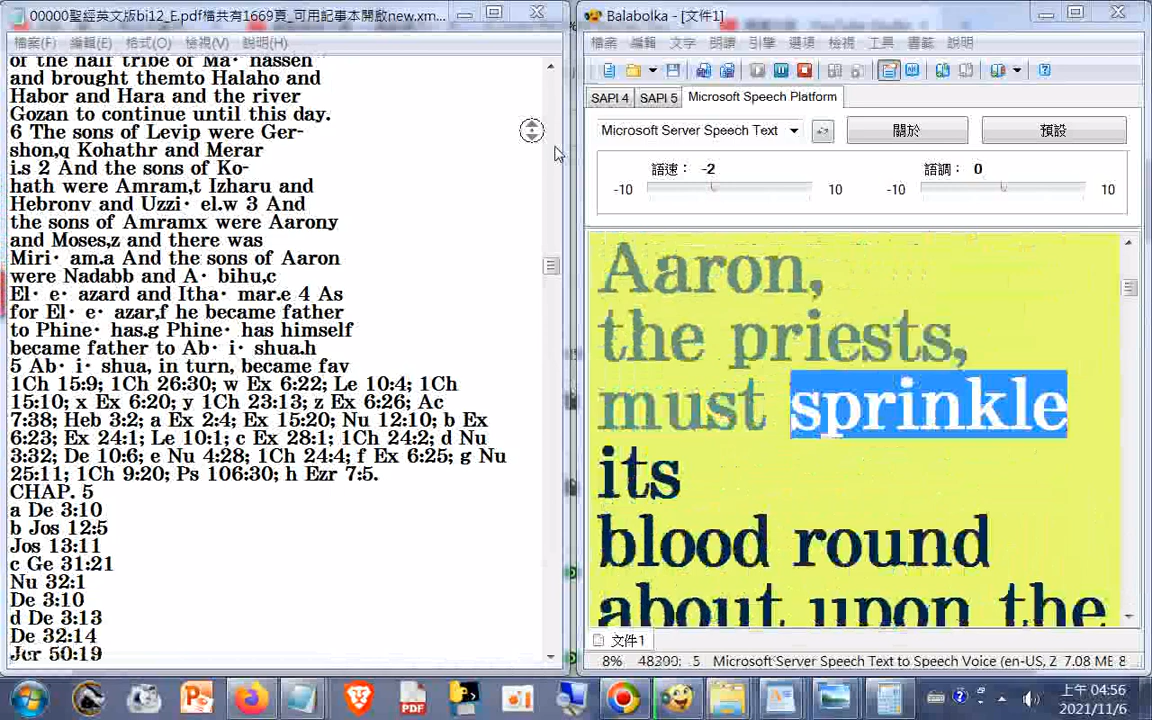 00000聖經英文版bi12_E.pdf檔共有1669頁_可用記事本開啟new.xm...
檔案(F) 編輯(E) 格式(O) 檢視(V) 說明(H)
of the half tribe of Ma· nasseh
and brought themto Halaho and
Habor and Hara and the river
Gozan to continue until this day.
6 The sons of Levip were Ger-
shon,q Kohathr and Merar
i.s 2 And the sons of Ko-
hath were Amram,t Izharu and
Hebronv and Uzzi· el.w 3 And
the sons of Amramx were Aarony
and Moses,z and there was
Miri· am.a And the sons of Aaron
were Nadabb and A· bihu,c
El· e· azard and Itha· mar.e 4 As
for El· e· azar,f he became father
to Phine· has.g Phine· has himself
became father to Ab· i· shua.h
5 Ab· i· shua, in turn, became fav
1Ch 15:9; 1Ch 26:30; w Ex 6:22; Le 10:4; 1Ch
15:10; x Ex 6:20; y 1Ch 23:13; z Ex 6:26; Ac
7:38; Heb 3:2; a Ex 2:4; Ex 15:20; Nu 12:10; b Ex
6:23; Ex 24:1; Le 10:1; c Ex 28:1; 1Ch 24:2; d Nu
3:32; De 10:6; e Nu 4:28; 1Ch 24:4; f Ex 6:25; g Nu
25:11; 1Ch 9:20; Ps 106:30; h Ezr 7:5.
CHAP. 5
a De 3:10
b Jos 12:5
Jos 13:11
c Ge 31:21
Nu 32:1
De 3:10
d De 3:13
De 32:14
Jer 50:19
Balabolka - [文件1]
檔案 編輯 文字 朗讀 引擎 選項 檢視 工具 書籤 說明
SAPI 4 SAPI 5 Microsoft Speech Platform
Microsoft Server Speech Text 關於 預設
語速: -2 語調: 0
-10 10 -10 10
Aaron,
the priests,
must sprinkle
its
blood round
about upon the
文件1
8% 48200: 5 Microsoft Server Speech Text to Speech Voice (en-US, Z 7.08 ME 8
PDF
上午 04:56
2021/11/6